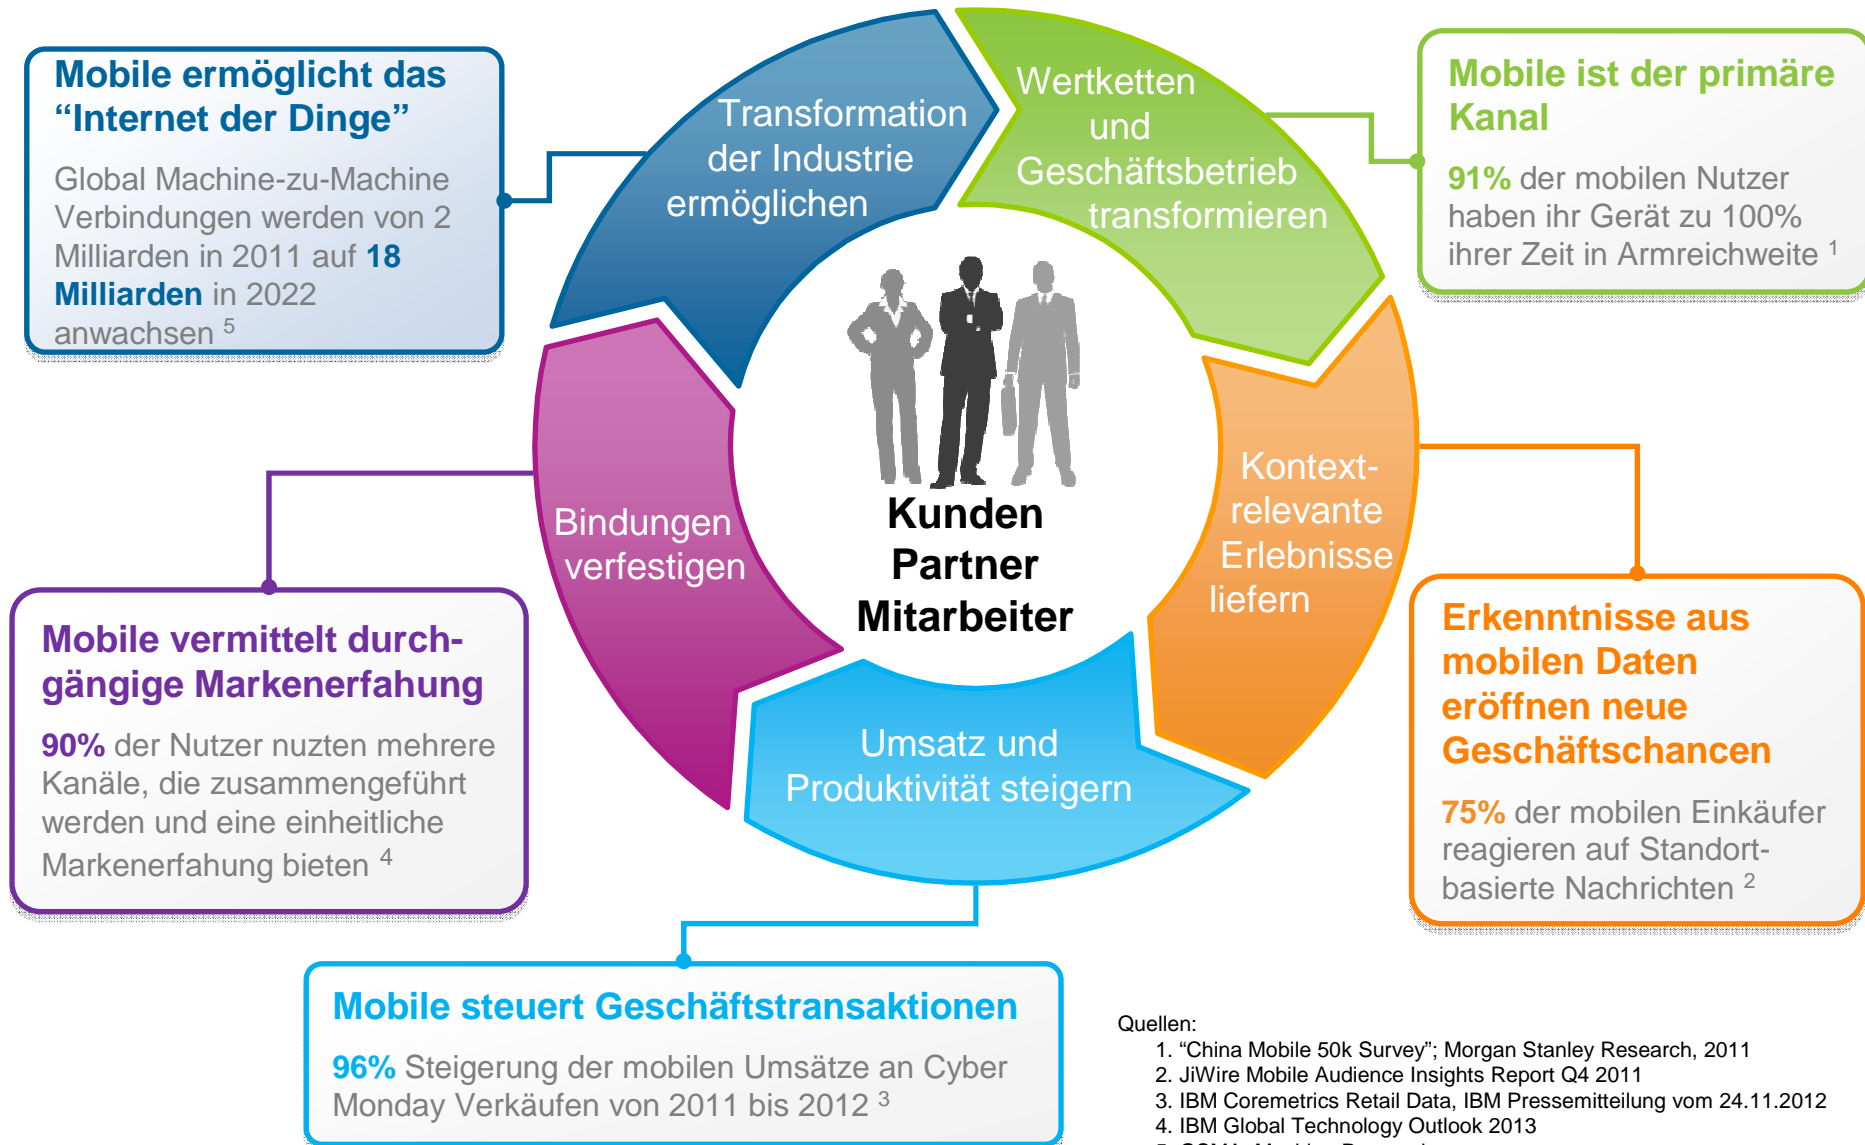 Mobile ermöglicht das
“Internet der Dinge”
Global Machine-zu-Machine
Verbindungen werden von 2
Milliarden in 2011 auf 18
Milliarden in 2022
anwachsen 5
Transformation
der Industrie
ermöglichen
Wertketten
und
Geschäftsbetrieb
transformieren
Mobile ist der primäre
Kanal
91% der mobilen Nutzer
haben ihr Gerät zu 100%
ihrer Zeit in Armreichweite 1
Kontext-
relevante
Erlebnisse
liefern
Bindungen
verfestigen
Kunden
Partner
Mitarbeiter
Umsatz und
Produktivität steigern
Mobile vermittelt durch-
gängige Markenerfahung
90% der Nutzer nuzten mehrere
Kanäle, die zusammengeführt
werden und eine einheitliche
Markenerfahung bieten 4
Erkenntnisse aus
mobilen Daten
eröffnen neue
Geschäftschancen
75% der mobilen Einkäufer
reagieren auf Standort-
basierte Nachrichten 2
Mobile steuert Geschäftstransaktionen
96% Steigerung der mobilen Umsätze an Cyber
Monday Verkäufen von 2011 bis 2012 3
Quellen:
1. “China Mobile 50k Survey”; Morgan Stanley Research, 2011
2. JiWire Mobile Audience Insights Report Q4 2011
3. IBM Coremetrics Retail Data, IBM Pressemitteilung vom 24.11.2012
4. IBM Global Technology Outlook 2013